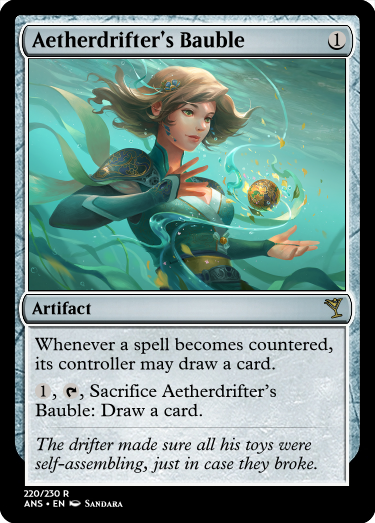 Aetherdrifter's Bauble 1
Artifact
Whenever a spell becomes countered,
its controller may draw a card.
1, , Sacrifice Aetherdrifter's
Bauble: Draw a card.
The drifter made sure all his toys were
self-assembling, just in case they broke.
220/230 R
ANS • EN Sandara